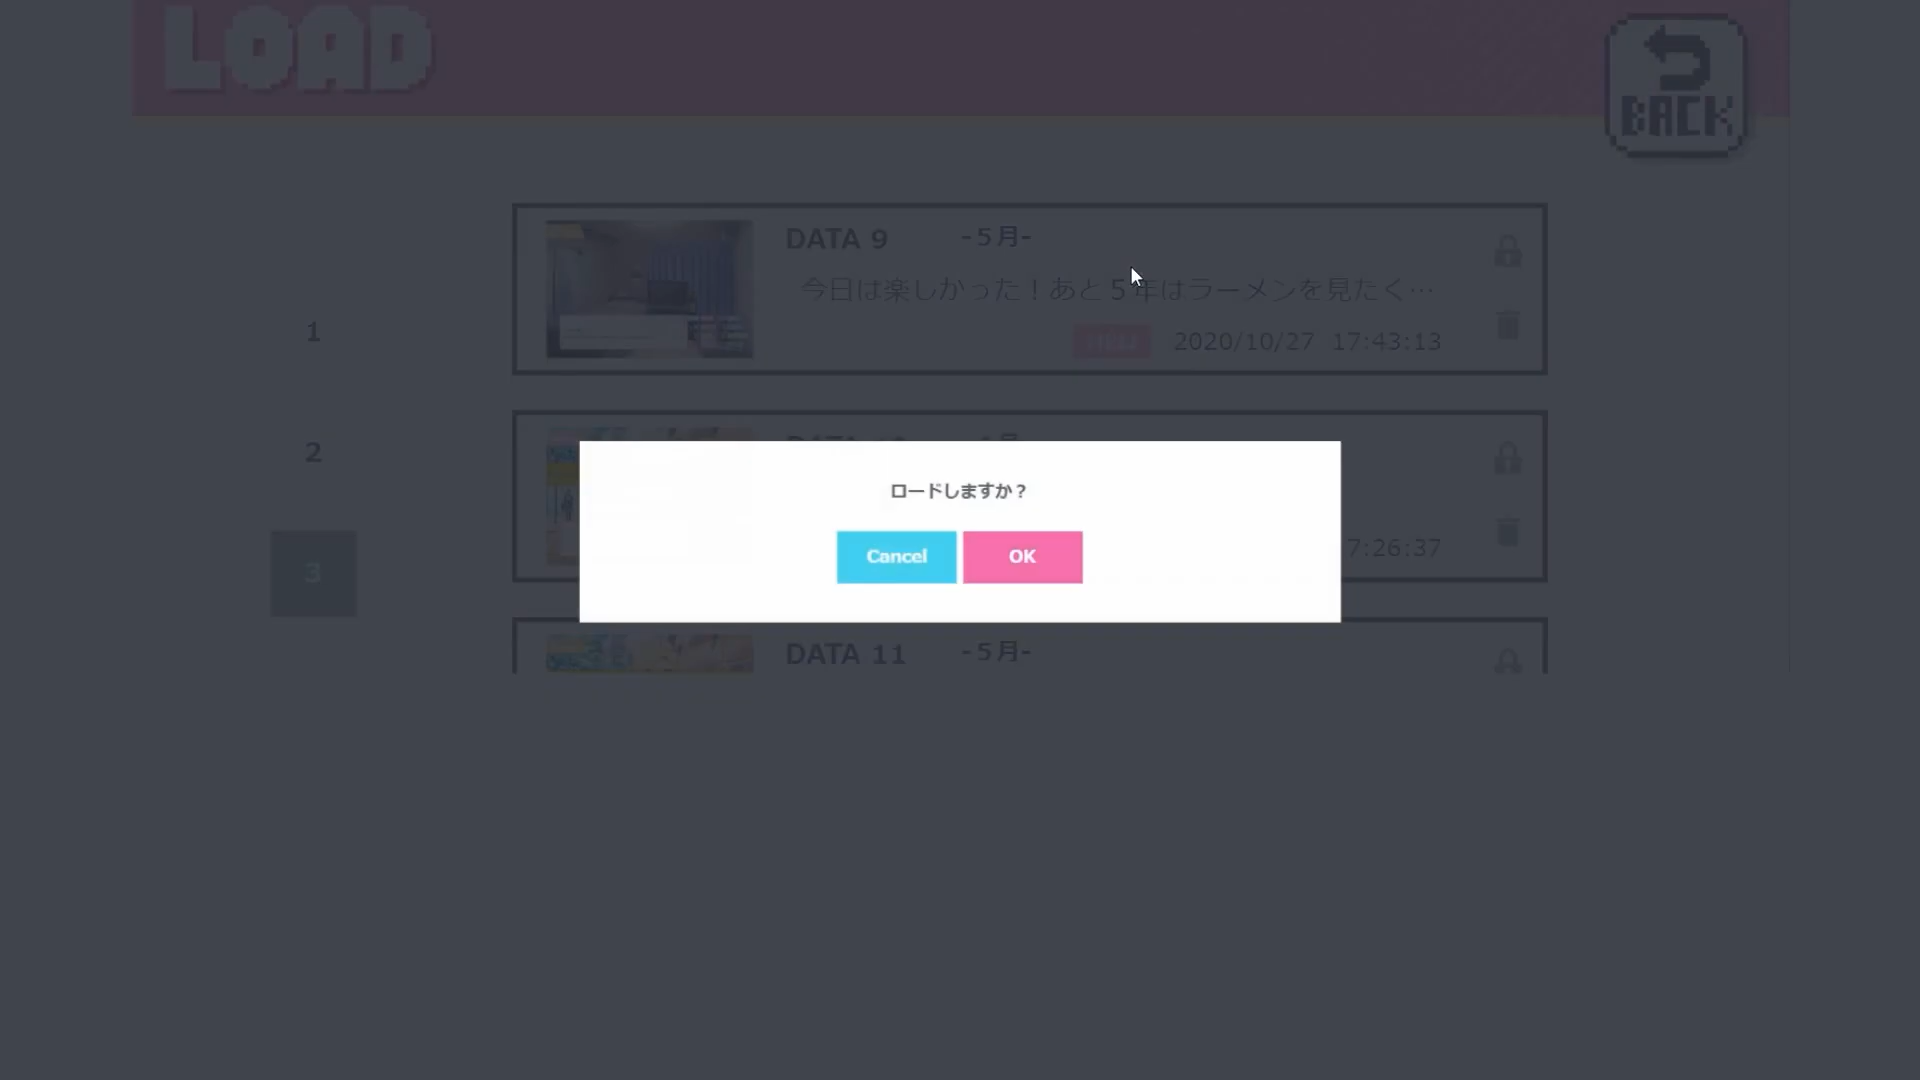 LOAD
BACK
DATA 9 -5月-
今日は楽しかった！あと５年はラーメンを見たく…
2020/10/27 17:43:13
1
2
3
ロードしますか？
Cancel OK
7:26:37
DATA 11 -5月-